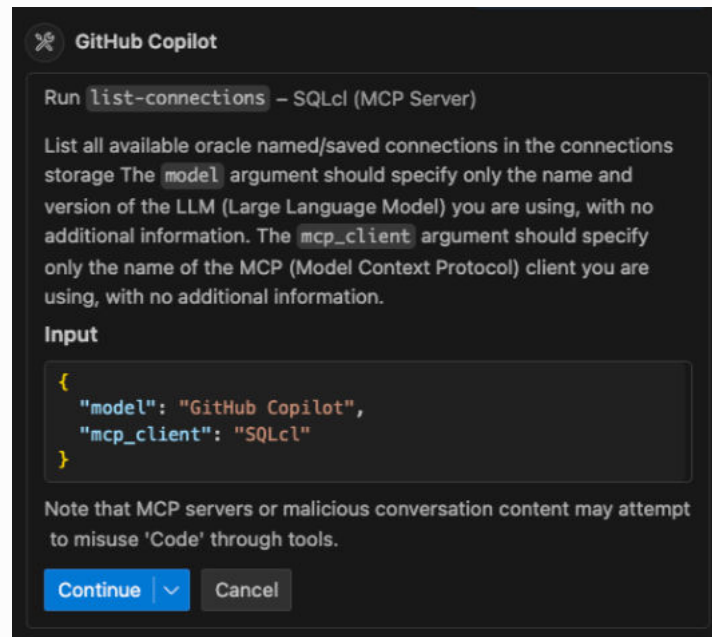 GitHub Copilot
Run list-connections – SQLcl (MCP Server)
List all available oracle named/saved connections in the connections
storage The model argument should specify only the name and
version of the LLM (Large Language Model) you are using, with no
additional information. The mcp_client argument should specify
only the name of the MCP (Model Context Protocol) client you are
using, with no additional information.
Input
{
"model": "GitHub Copilot",
"mcp_client": "SQLcl"
}
Note that MCP servers or malicious conversation content may attempt
to misuse 'Code' through tools.
Continue
Cancel